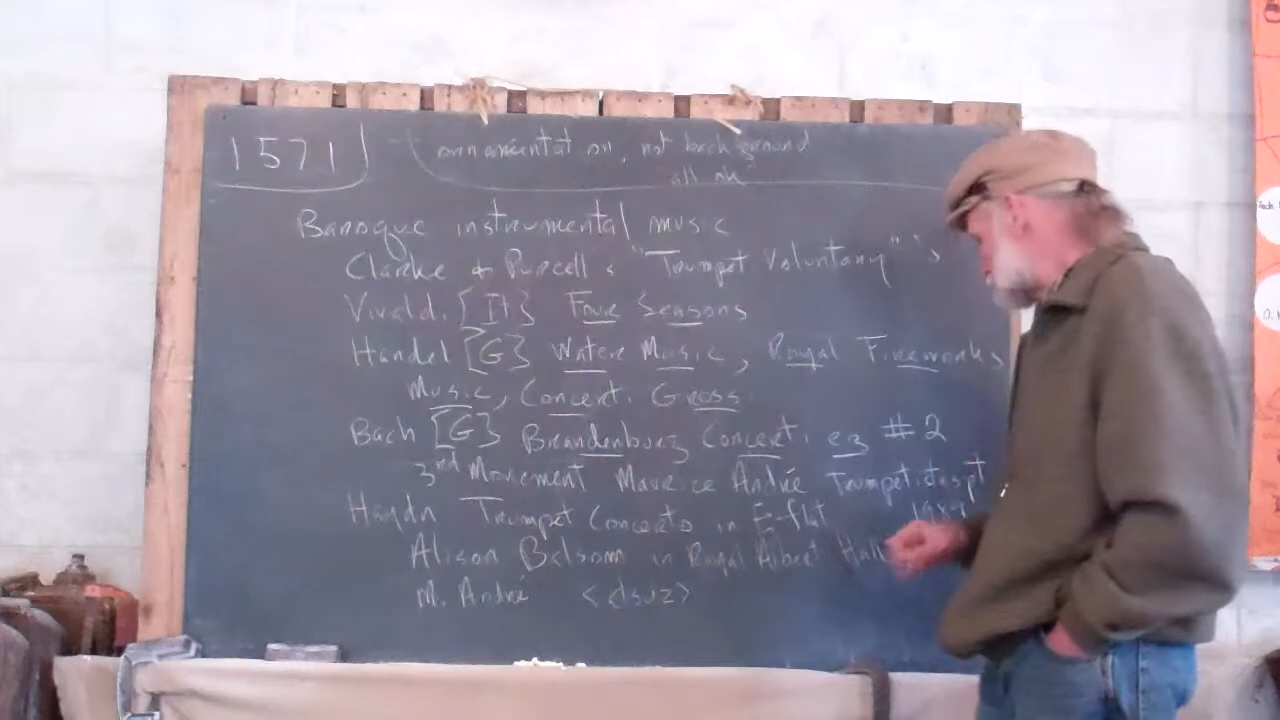 1571
ornamentation, not background
all ok
Baroque instrumental music
Clarke & Purcell: "Trumpet Voluntary"
Vivaldi [It] Four Seasons
Handel [G] Water Music, Royal Fireworks
Music, Concerti Grossi
Bach [G] Brandenburg Concerti eg #2
3rd Movement Maurice André Trumpet
Haydn Trumpet Concerto in E-flat
Alison Balsom in Royal Albert Hall
M. André <dsuz>